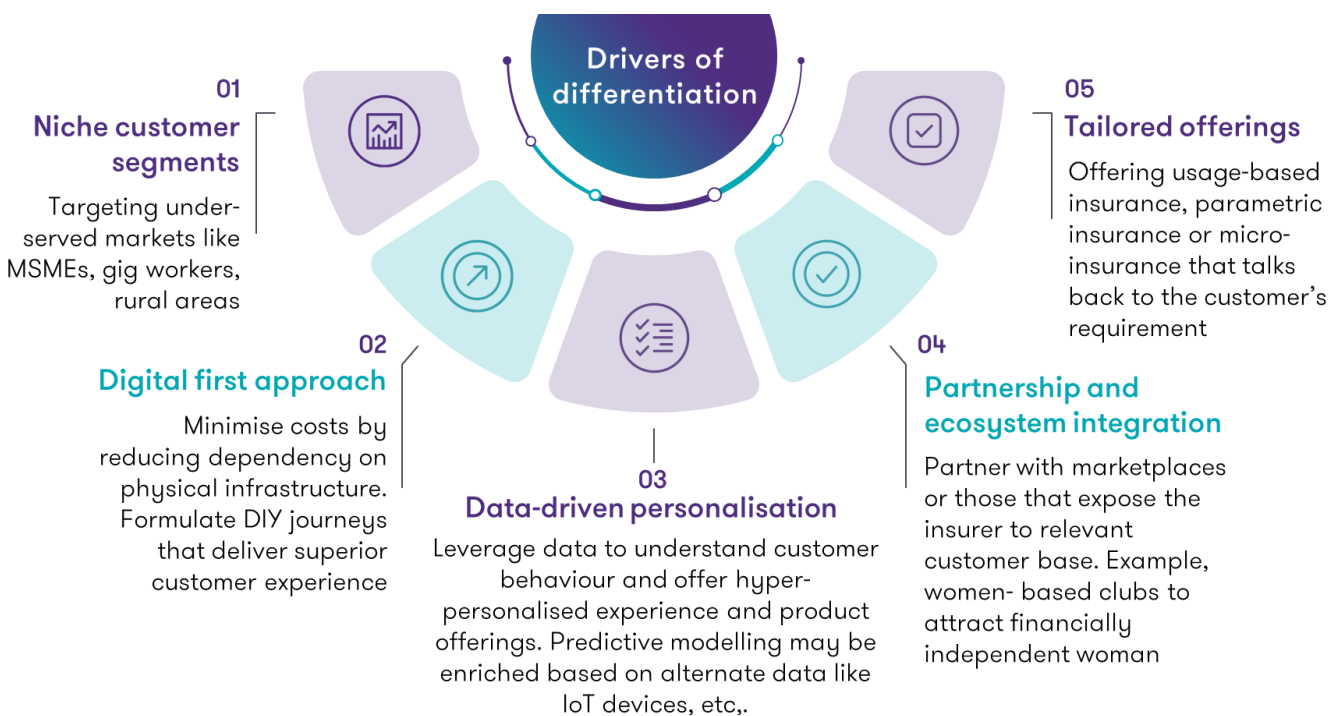 Drivers of
differentiation
01
Niche customer
segments
Targeting under-
served markets like
MSMEs, gig workers,
rural areas
02
Digital first approach
Minimise costs by
reducing dependency on
physical infrastructure.
Formulate DIY journeys
that deliver superior
customer experience
03
Data-driven personalisation
Leverage data to understand customer
behaviour and offer hyper-
personalised experience and product
offerings. Predictive modelling may be
enriched based on alternate data like
IoT devices, etc,.
04
Partnership and
ecosystem integration
Partner with marketplaces
or those that expose the
insurer to relevant
customer base. Example,
women- based clubs to
attract financially
independent woman
05
Tailored offerings
Offering usage-based
insurance, parametric
insurance or micro-
insurance that talks
back to the customer's
requirement